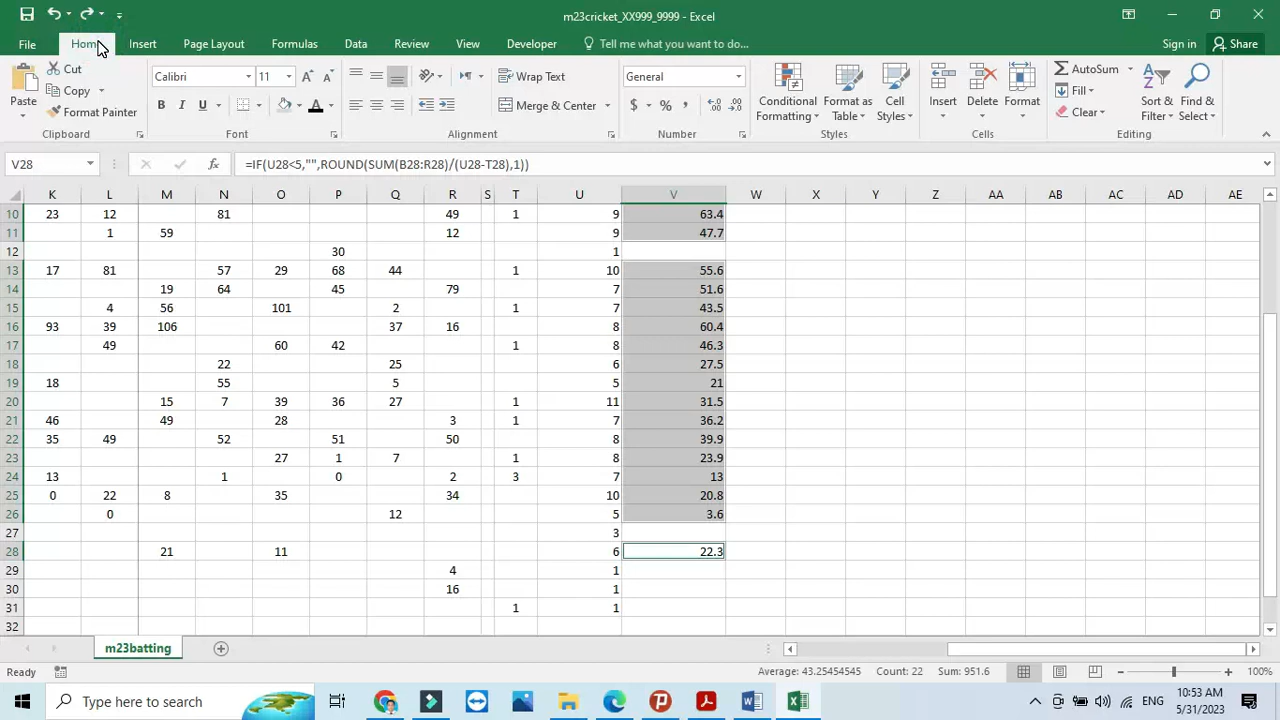 m23cricket_XX999_9999 - Excel
File Home Insert Page Layout Formulas Data Review View Developer Tell me what you want to do... Sign in Share
Paste Cut Calibri 11 Wrap Text General Conditional Formatting Format as Table Cell Styles Insert Delete Format AutoSum Sort & Filter Find & Select
Copy B I U A Merge & Center $ % , Fill
Format Painter Clear
Clipboard Font Alignment Number Styles Cells Editing
V28 fx =IF(U28<5,"",ROUND(SUM(B28:R28)/(U28-T28),1))
K L M N O P Q R S T U V W X Y Z AA AB AC AD AE
10 23 12 81 49 1 9 63.4
11 1 59 12 9 47.7
12 30 1
13 17 81 57 29 68 44 1 10 55.6
14 19 64 45 79 7 51.6
15 4 56 101 2 1 7 43.5
16 93 39 106 37 16 8 60.4
17 49 60 42 1 8 46.3
18 22 25 6 27.5
19 18 55 5 5 21
20 15 7 39 36 27 1 11 31.5
21 46 49 28 3 1 7 36.2
22 35 49 52 51 50 8 39.9
23 27 1 7 1 8 23.9
24 13 1 0 2 3 7 13
25 0 22 8 35 34 10 20.8
26 0 12 5 3.6
27 3
28 21 11 6 22.3
29 4 1
30 16 1
31 1 1
32
m23batting
Ready Average: 43.25454545 Count: 22 Sum: 951.6 100%
Type here to search ENG 10:53 AM
5/31/2023